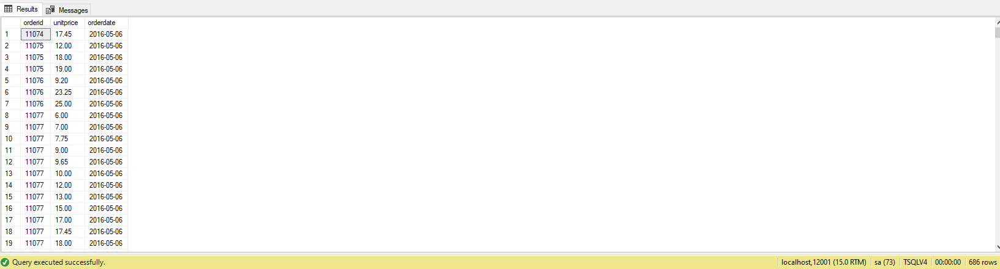 Results Messages
orderid unitprice orderdate
1 11074 17.45 2016-05-06
2 11075 12.00 2016-05-06
3 11075 18.00 2016-05-06
4 11075 19.00 2016-05-06
5 11076 9.20 2016-05-06
6 11076 23.25 2016-05-06
7 11076 25.00 2016-05-06
8 11077 6.00 2016-05-06
9 11077 7.00 2016-05-06
10 11077 7.75 2016-05-06
11 11077 9.00 2016-05-06
12 11077 9.65 2016-05-06
13 11077 10.00 2016-05-06
14 11077 12.00 2016-05-06
15 11077 13.00 2016-05-06
16 11077 15.00 2016-05-06
17 11077 17.00 2016-05-06
18 11077 17.45 2016-05-06
19 11077 18.00 2016-05-06
Query executed successfully. localhost,12001 (15.0 RTM) sa (73) TSQLV4 00:00:00 686 rows